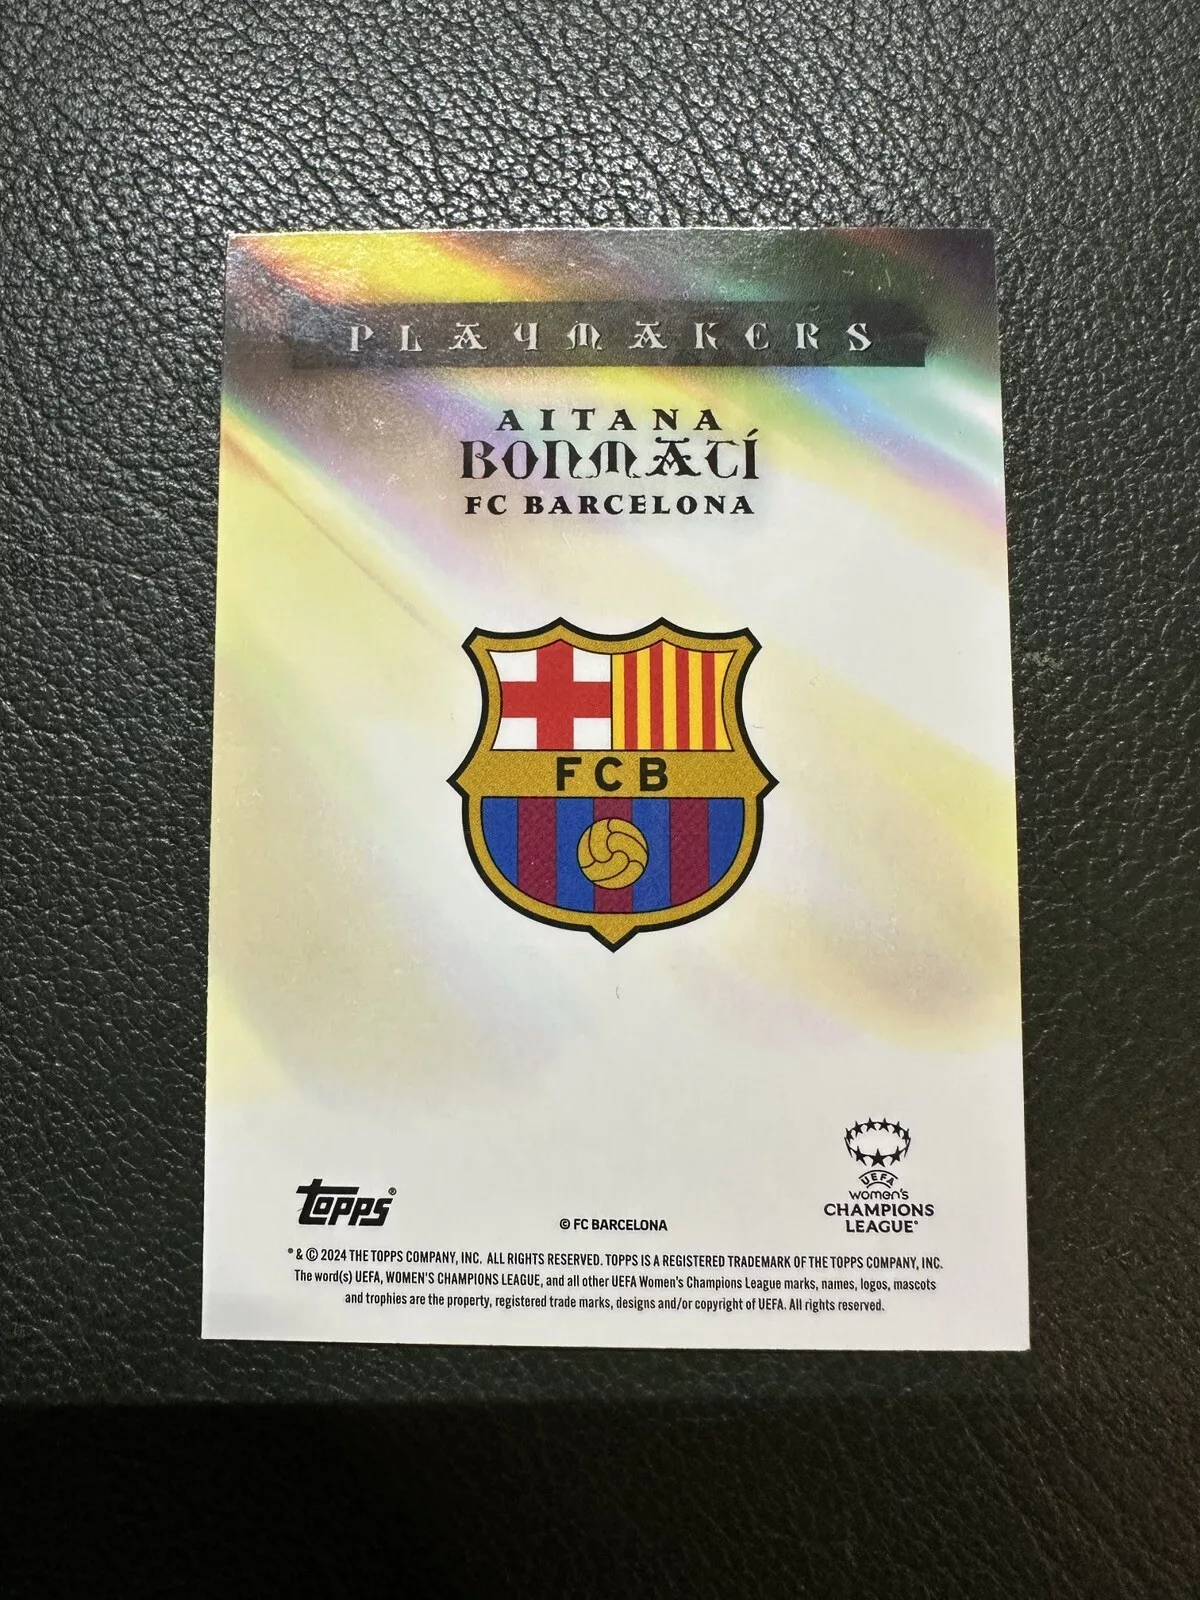 PLAYMAKERS
AITANA
BONMATÍ
FC BARCELONA
FCB
UEFA
women's
CHAMPIONS
LEAGUE®
topps®
© FC BARCELONA
® & © 2024 THE TOPPS COMPANY, INC. ALL RIGHTS RESERVED. TOPPS IS A REGISTERED TRADEMARK OF THE TOPPS COMPANY, INC.
The word(s) UEFA, WOMEN'S CHAMPIONS LEAGUE, and all other UEFA Women's Champions League marks, names, logos, mascots
and trophies are the property, registered trade marks, designs and/or copyright of UEFA. All rights reserved.